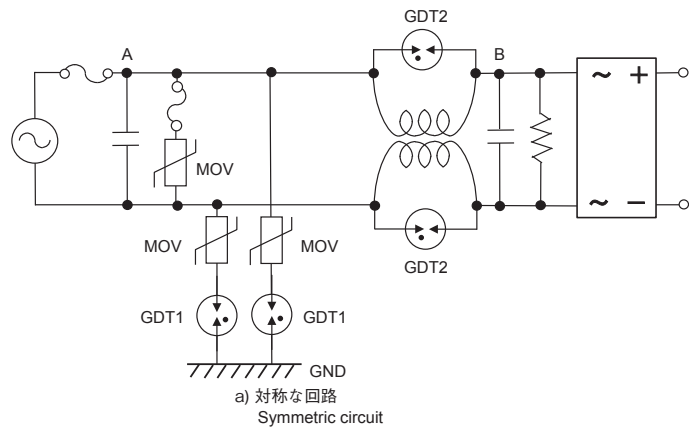 GDT2
A
B
~ +
MOV
~ −
MOV
MOV
GDT2
GDT1
GDT1
GND
a) 対称な回路
Symmetric circuit